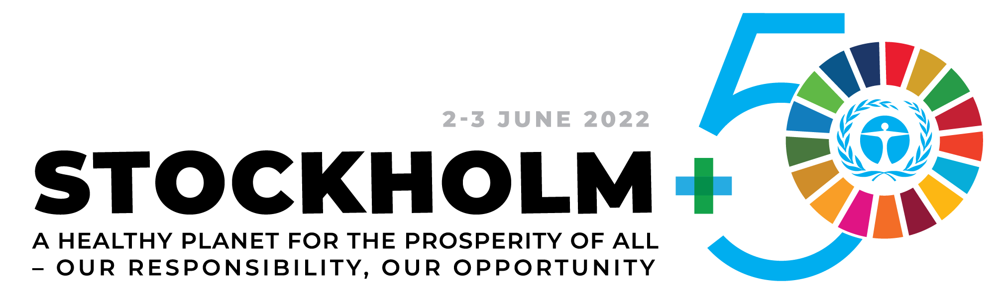 2-3 JUNE 2022
STOCKHOLM+50
A HEALTHY PLANET FOR THE PROSPERITY OF ALL
– OUR RESPONSIBILITY, OUR OPPORTUNITY